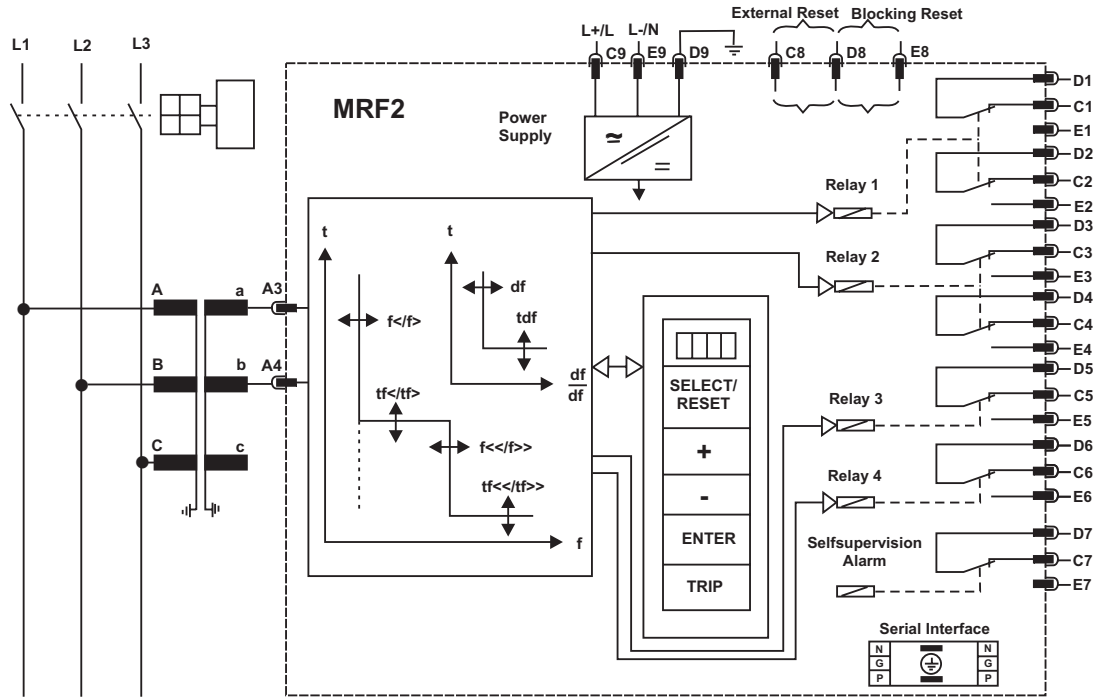 External Reset
Blocking Reset
L1
L2
L3
L+/L
L-/N
C9
E9
D9
C8
D8
E8
MRF2
Power
Supply
D1
C1
E1
D2
C2
E2
D3
C3
E3
D4
C4
E4
D5
C5
E5
D6
C6
E6
D7
C7
E7
Relay 1
Relay 2
Relay 3
Relay 4
Selfsupervision
Alarm
A
a
A3
B
b
A4
C
c
t
f</f>
tf</tf>
f<</f>>
tf<</tf>>
f
t
df
tdf
df
df
SELECT/
RESET
+
-
ENTER
TRIP
Serial Interface
N
G
P
N
G
P